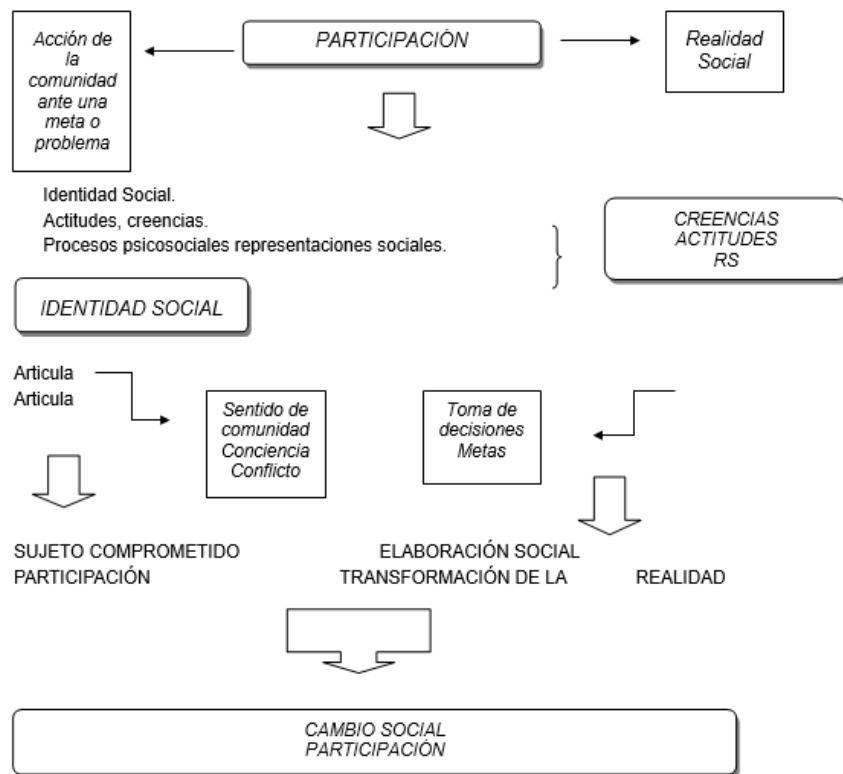 Acción de
la
comunidad
ante una
meta o
problema
PARTICIPACIÓN
Realidad
Social
Identidad Social.
Actitudes, creencias.
Procesos psicosociales representaciones sociales.
CREENCIAS
ACTITUDES
RS
IDENTIDAD SOCIAL
Articula
Articula
Sentido de
comunidad
Conciencia
Conflicto
Toma de
decisiones
Metas
SUJETO COMPROMETIDO
PARTICIPACIÓN
ELABORACIÓN SOCIAL
TRANSFORMACIÓN DE LA REALIDAD
CAMBIO SOCIAL
PARTICIPACIÓN